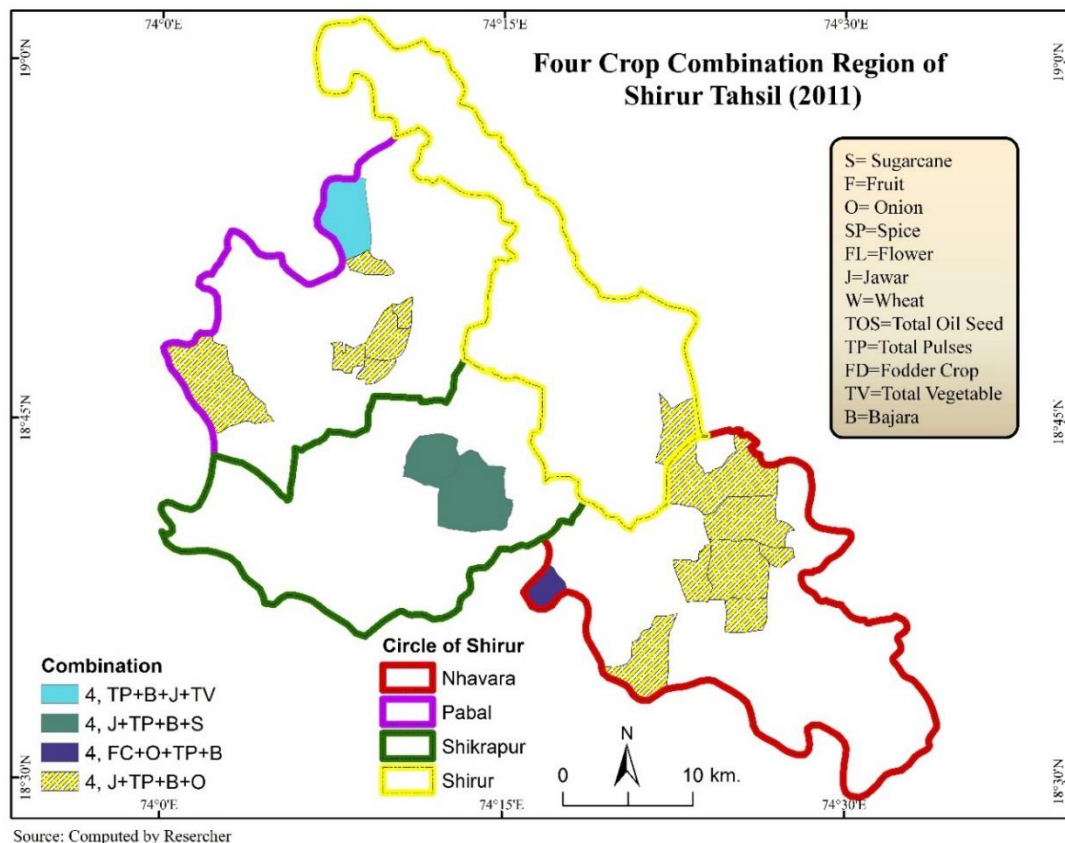 74°0'E 74°15'E 74°30'E
19°0'N 19°0'N
Four Crop Combination Region of
Shirur Tahsil (2011)
S= Sugarcane
F=Fruit
O= Onion
SP=Spice
FL=Flower
J=Jawar
W=Wheat
TOS=Total Oil Seed
TP=Total Pulses
FD=Fodder Crop
TV=Total Vegetable
B=Bajara
18°45'N 18°45'N
Combination
4, TP+B+J+TV
4, J+TP+B+S
4, FC+O+TP+B
4, J+TP+B+O
Circle of Shirur
Nhavara
Pabal
Shikrapur
Shirur
N
0 10 km.
18°30'N 18°30'N
74°0'E 74°15'E 74°30'E
Source: Computed by Resercher